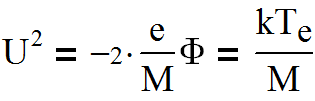 U² = −2·e/M Φ = kTₑ/M